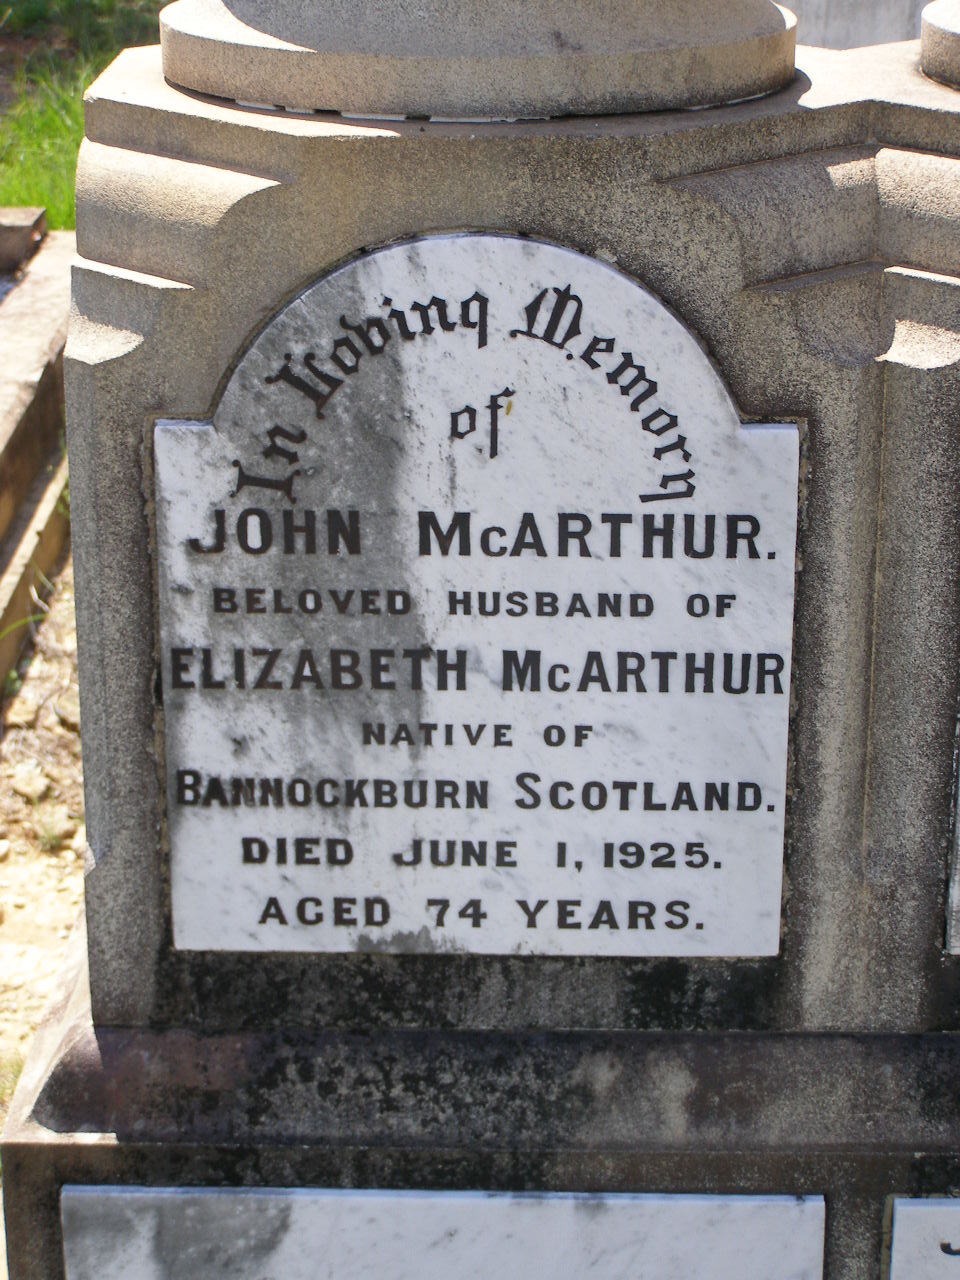 In Loving Memory
of
JOHN McARTHUR.
BELOVED HUSBAND OF
ELIZABETH McARTHUR
NATIVE OF
BANNOCKBURN SCOTLAND.
DIED JUNE 1, 1925.
AGED 74 YEARS.
J